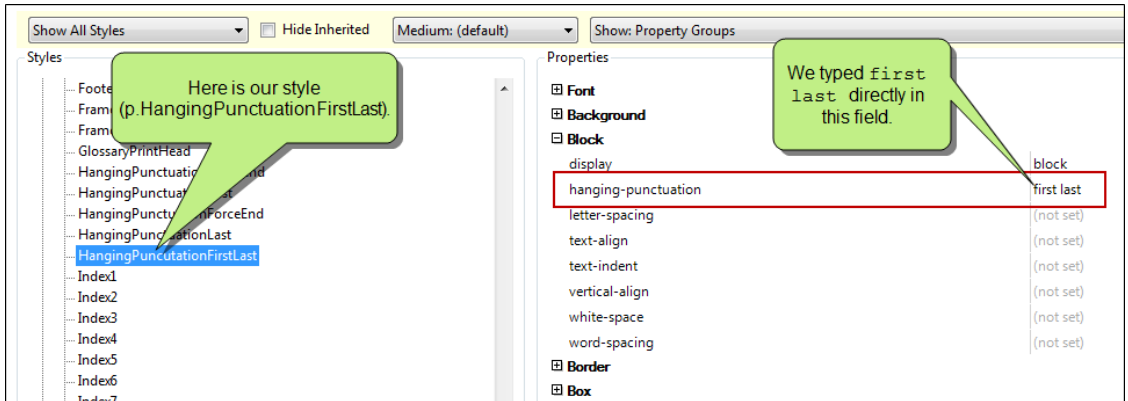 Show All Styles
Hide Inherited
Medium: (default)
Show: Property Groups
Styles
Here is our style
(p.HangingPunctuationFirstLast).
GlossaryPrintHead
HangingPunctuationForceEnd
HangingPunctuationLast
HangingPuncutationFirstLast
Index1
Index2
Index3
Index4
Index5
Index6
Index7
Properties
We typed first
last directly in
this field.
Font
Background
Block
display block
hanging-punctuation first last
letter-spacing (not set)
text-align (not set)
text-indent (not set)
vertical-align (not set)
white-space (not set)
word-spacing (not set)
Border
Box